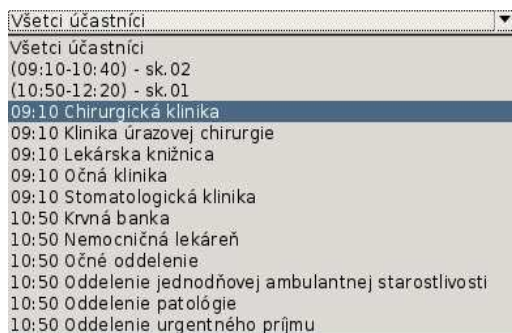 Všetci účastníci
Všetci účastníci
(09:10-10:40) - sk.02
(10:50-12:20) - sk.01
09:10 Chirurgická klinika
09:10 Klinika úrazovej chirurgie
09:10 Lekárska knižnica
09:10 Očná klinika
09:10 Stomatologická klinika
10:50 Krvná banka
10:50 Nemocničná lekáreň
10:50 Očné oddelenie
10:50 Oddelenie jednodňovej ambulantnej starostlivosti
10:50 Oddelenie patológie
10:50 Oddelenie urgentného príjmu